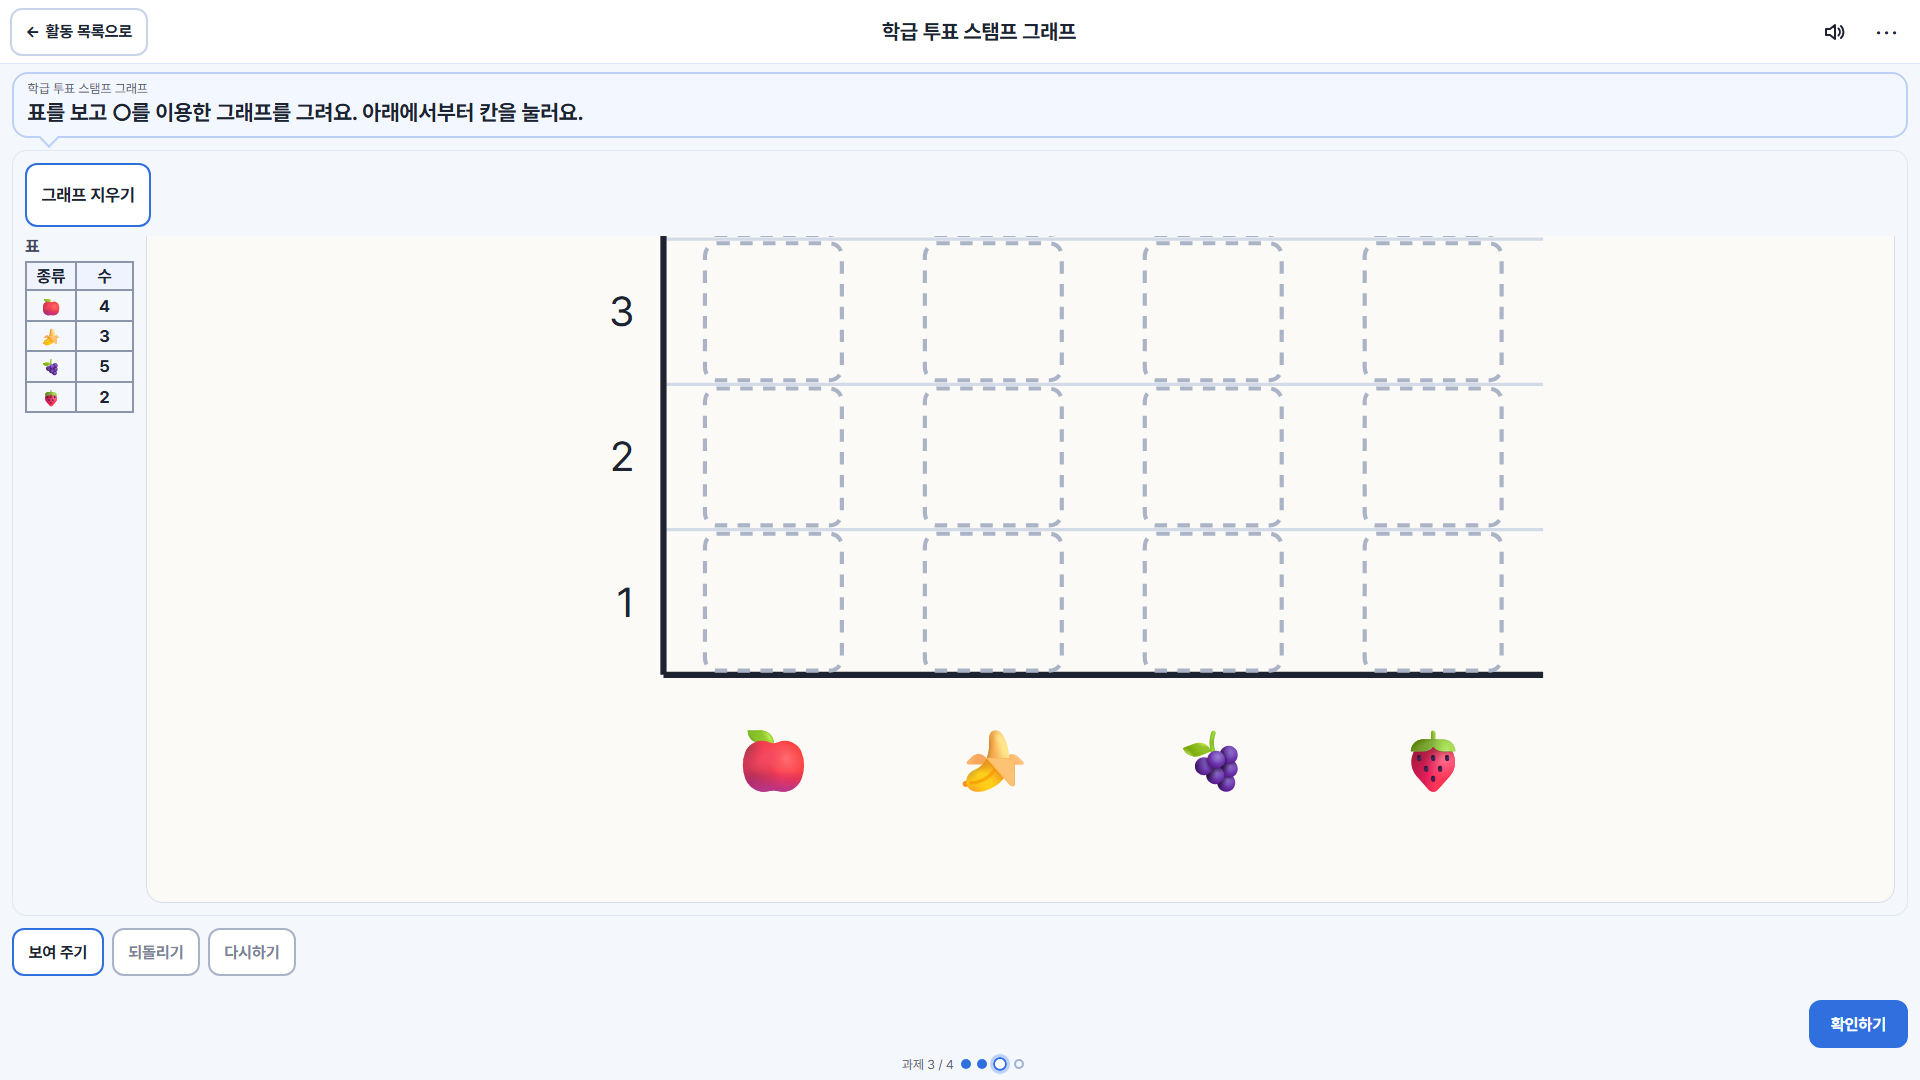 ← 활동 목록으로
학급 투표 스탬프 그래프
학급 투표 스탬프 그래프
표를 보고 ○를 이용한 그래프를 그려요. 아래에서부터 칸을 눌러요.
그래프 지우기
표
종류 수
4
3
5
2
3
2
1
보여 주기 되돌리기 다시하기
확인하기
과제 3 / 4